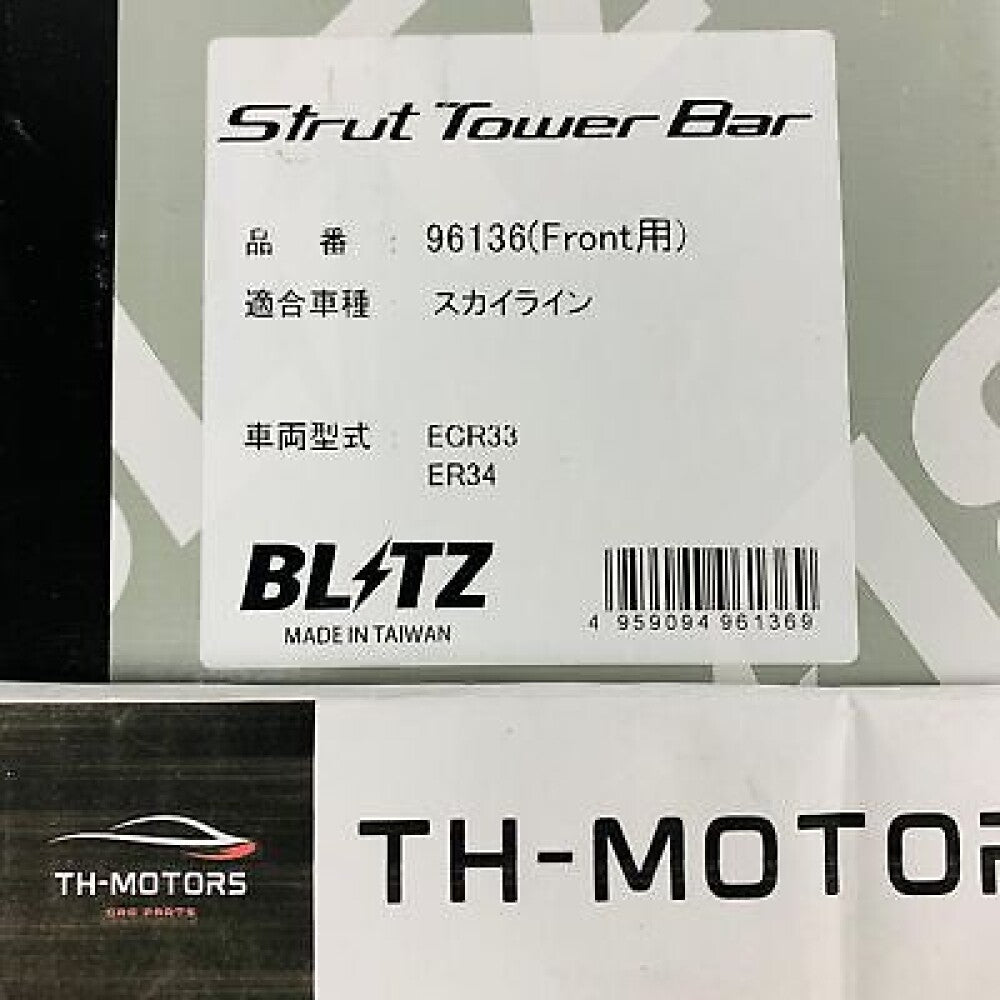 Strut Tower Bar
品 番 : 96136(Front用)
適合車種 スカイライン
車両型式 : ECR33
ER34
BLITZ
MADE IN TAIWAN
4 959094 961369
TH-MOTORS
CAR PARTS
TH-MOTOR